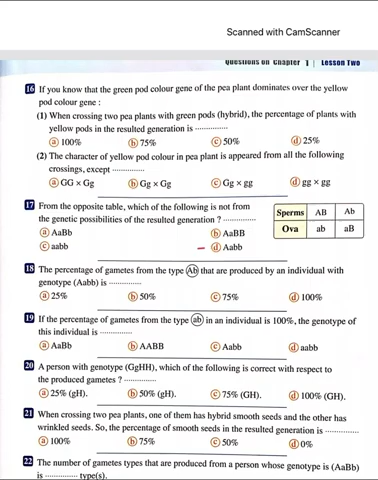 Scanned with CamScanner
Questions on Chapter 1 | Lesson Two
16 If you know that the green pod colour gene of the pea plant dominates over the yellow
pod colour gene :
(1) When crossing two pea plants with green pods (hybrid), the percentage of plants with
yellow pods in the resulting generation is ..............
ⓐ 100% ⓑ 75% ⓒ 50% ⓓ 25%
(2) The character of yellow pod colour in pea plant is appeared from all the following
crossings, except ..............
ⓐ GG × Gg ⓑ Gg × Gg ⓒ Gg × gg ⓓ gg × gg
17 From the opposite table, which of the following is not from
the genetic possibilities of the resulted generation ? ..............
ⓐ AaBb ⓑ AaBB
ⓒ aabb ⓓ Aabb
Sperms AB Ab
Ova ab aB
18 The percentage of gametes from the type (Ab) that are produced by an individual with
genotype (Aabb) is ..............
ⓐ 25% ⓑ 50% ⓒ 75% ⓓ 100%
19 If the percentage of gametes from the type (ab) in an individual is 100%, the genotype of
this individual is ..............
ⓐ AaBb ⓑ AABB ⓒ Aabb ⓓ aabb
20 A person with genotype (GgHH), which of the following is correct with respect to
the produced gametes ? ..............
ⓐ 25% (gH). ⓑ 50% (gH). ⓒ 75% (GH). ⓓ 100% (GH).
21 When crossing two pea plants, one of them has hybrid smooth seeds and the other has
wrinkled seeds. So, the percentage of smooth seeds in the resulted generation is ..............
ⓐ 100% ⓑ 75% ⓒ 50% ⓓ 0%
22 The number of gametes types that are produced from a person whose genotype is (AaBb)
is .............. type(s).